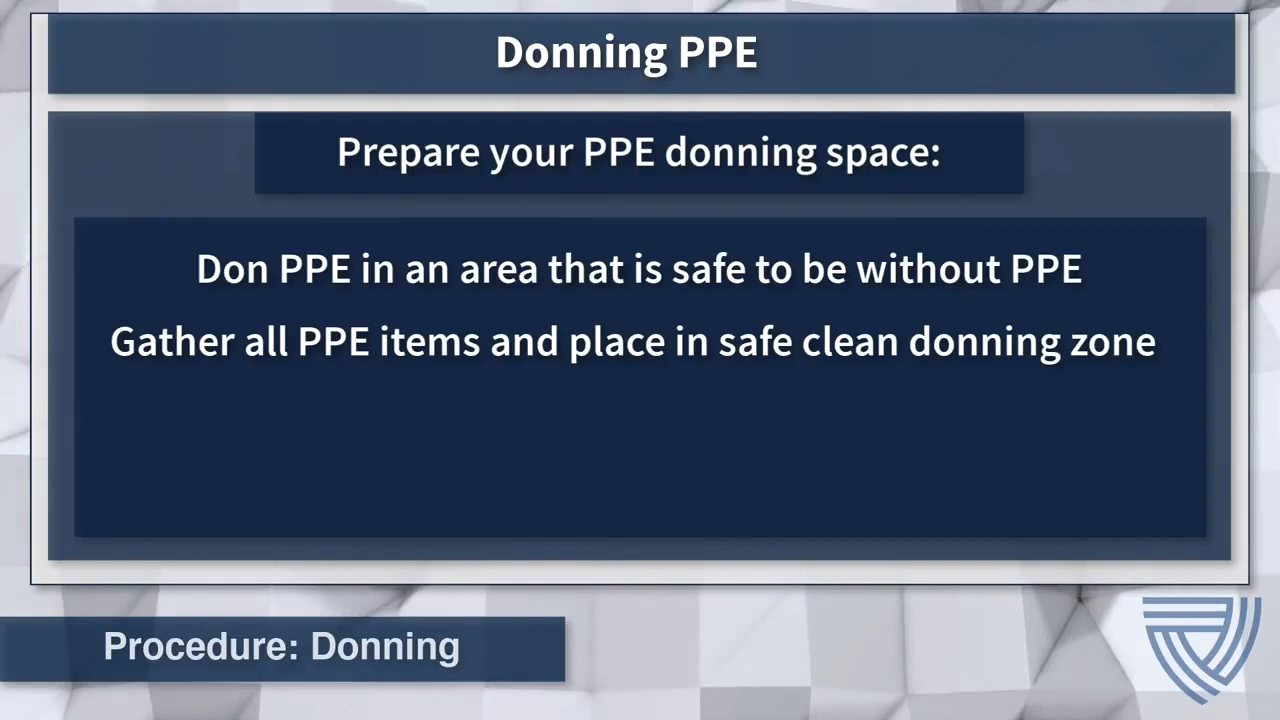 Donning PPE
Prepare your PPE donning space:
Don PPE in an area that is safe to be without PPE
Gather all PPE items and place in safe clean donning zone
Procedure: Donning